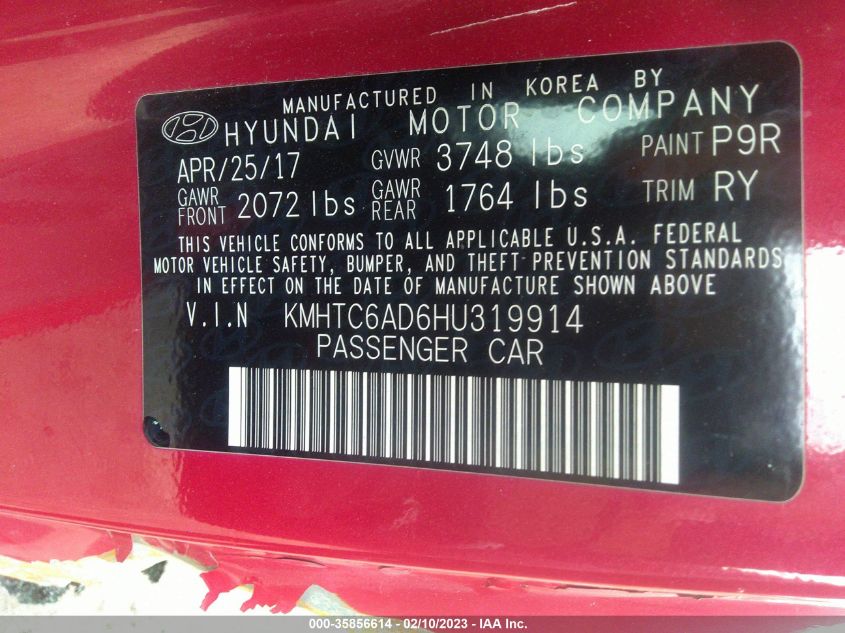 MANUFACTURED IN KOREA BY
HYUNDAI MOTOR COMPANY
APR/25/17 GVWR 3748 lbs PAINT P9R
GAWR FRONT 2072 lbs GAWR REAR 1764 lbs TRIM RY
THIS VEHICLE CONFORMS TO ALL APPLICABLE U.S.A. FEDERAL
MOTOR VEHICLE SAFETY, BUMPER, AND THEFT PREVENTION STANDARDS
IN EFFECT ON THE DATE OF MANUFACTURE SHOWN ABOVE
V.I.N KMHTC6AD6HU319914
PASSENGER CAR
000-35856614 - 02/10/2023 - IAA Inc.